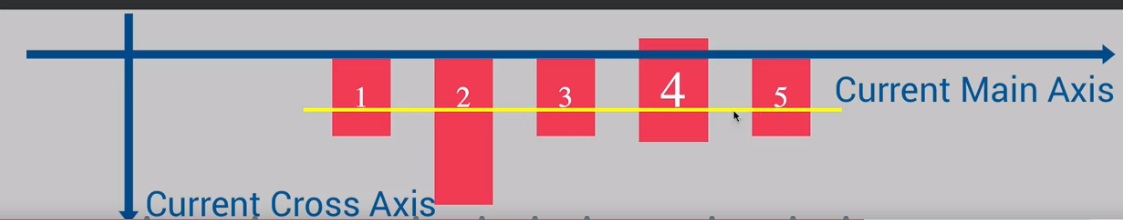 1 2 3 4 5
Current Main Axis
Current Cross Axis